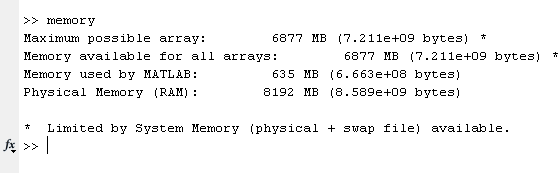 >> memory
Maximum possible array:         6877 MB (7.211e+09 bytes) *
Memory available for all arrays:         6877 MB (7.211e+09 bytes) *
Memory used by MATLAB:          635 MB (6.663e+08 bytes)
Physical Memory (RAM):         8192 MB (8.589e+09 bytes)
*  Limited by System Memory (physical + swap file) available.
fx >>